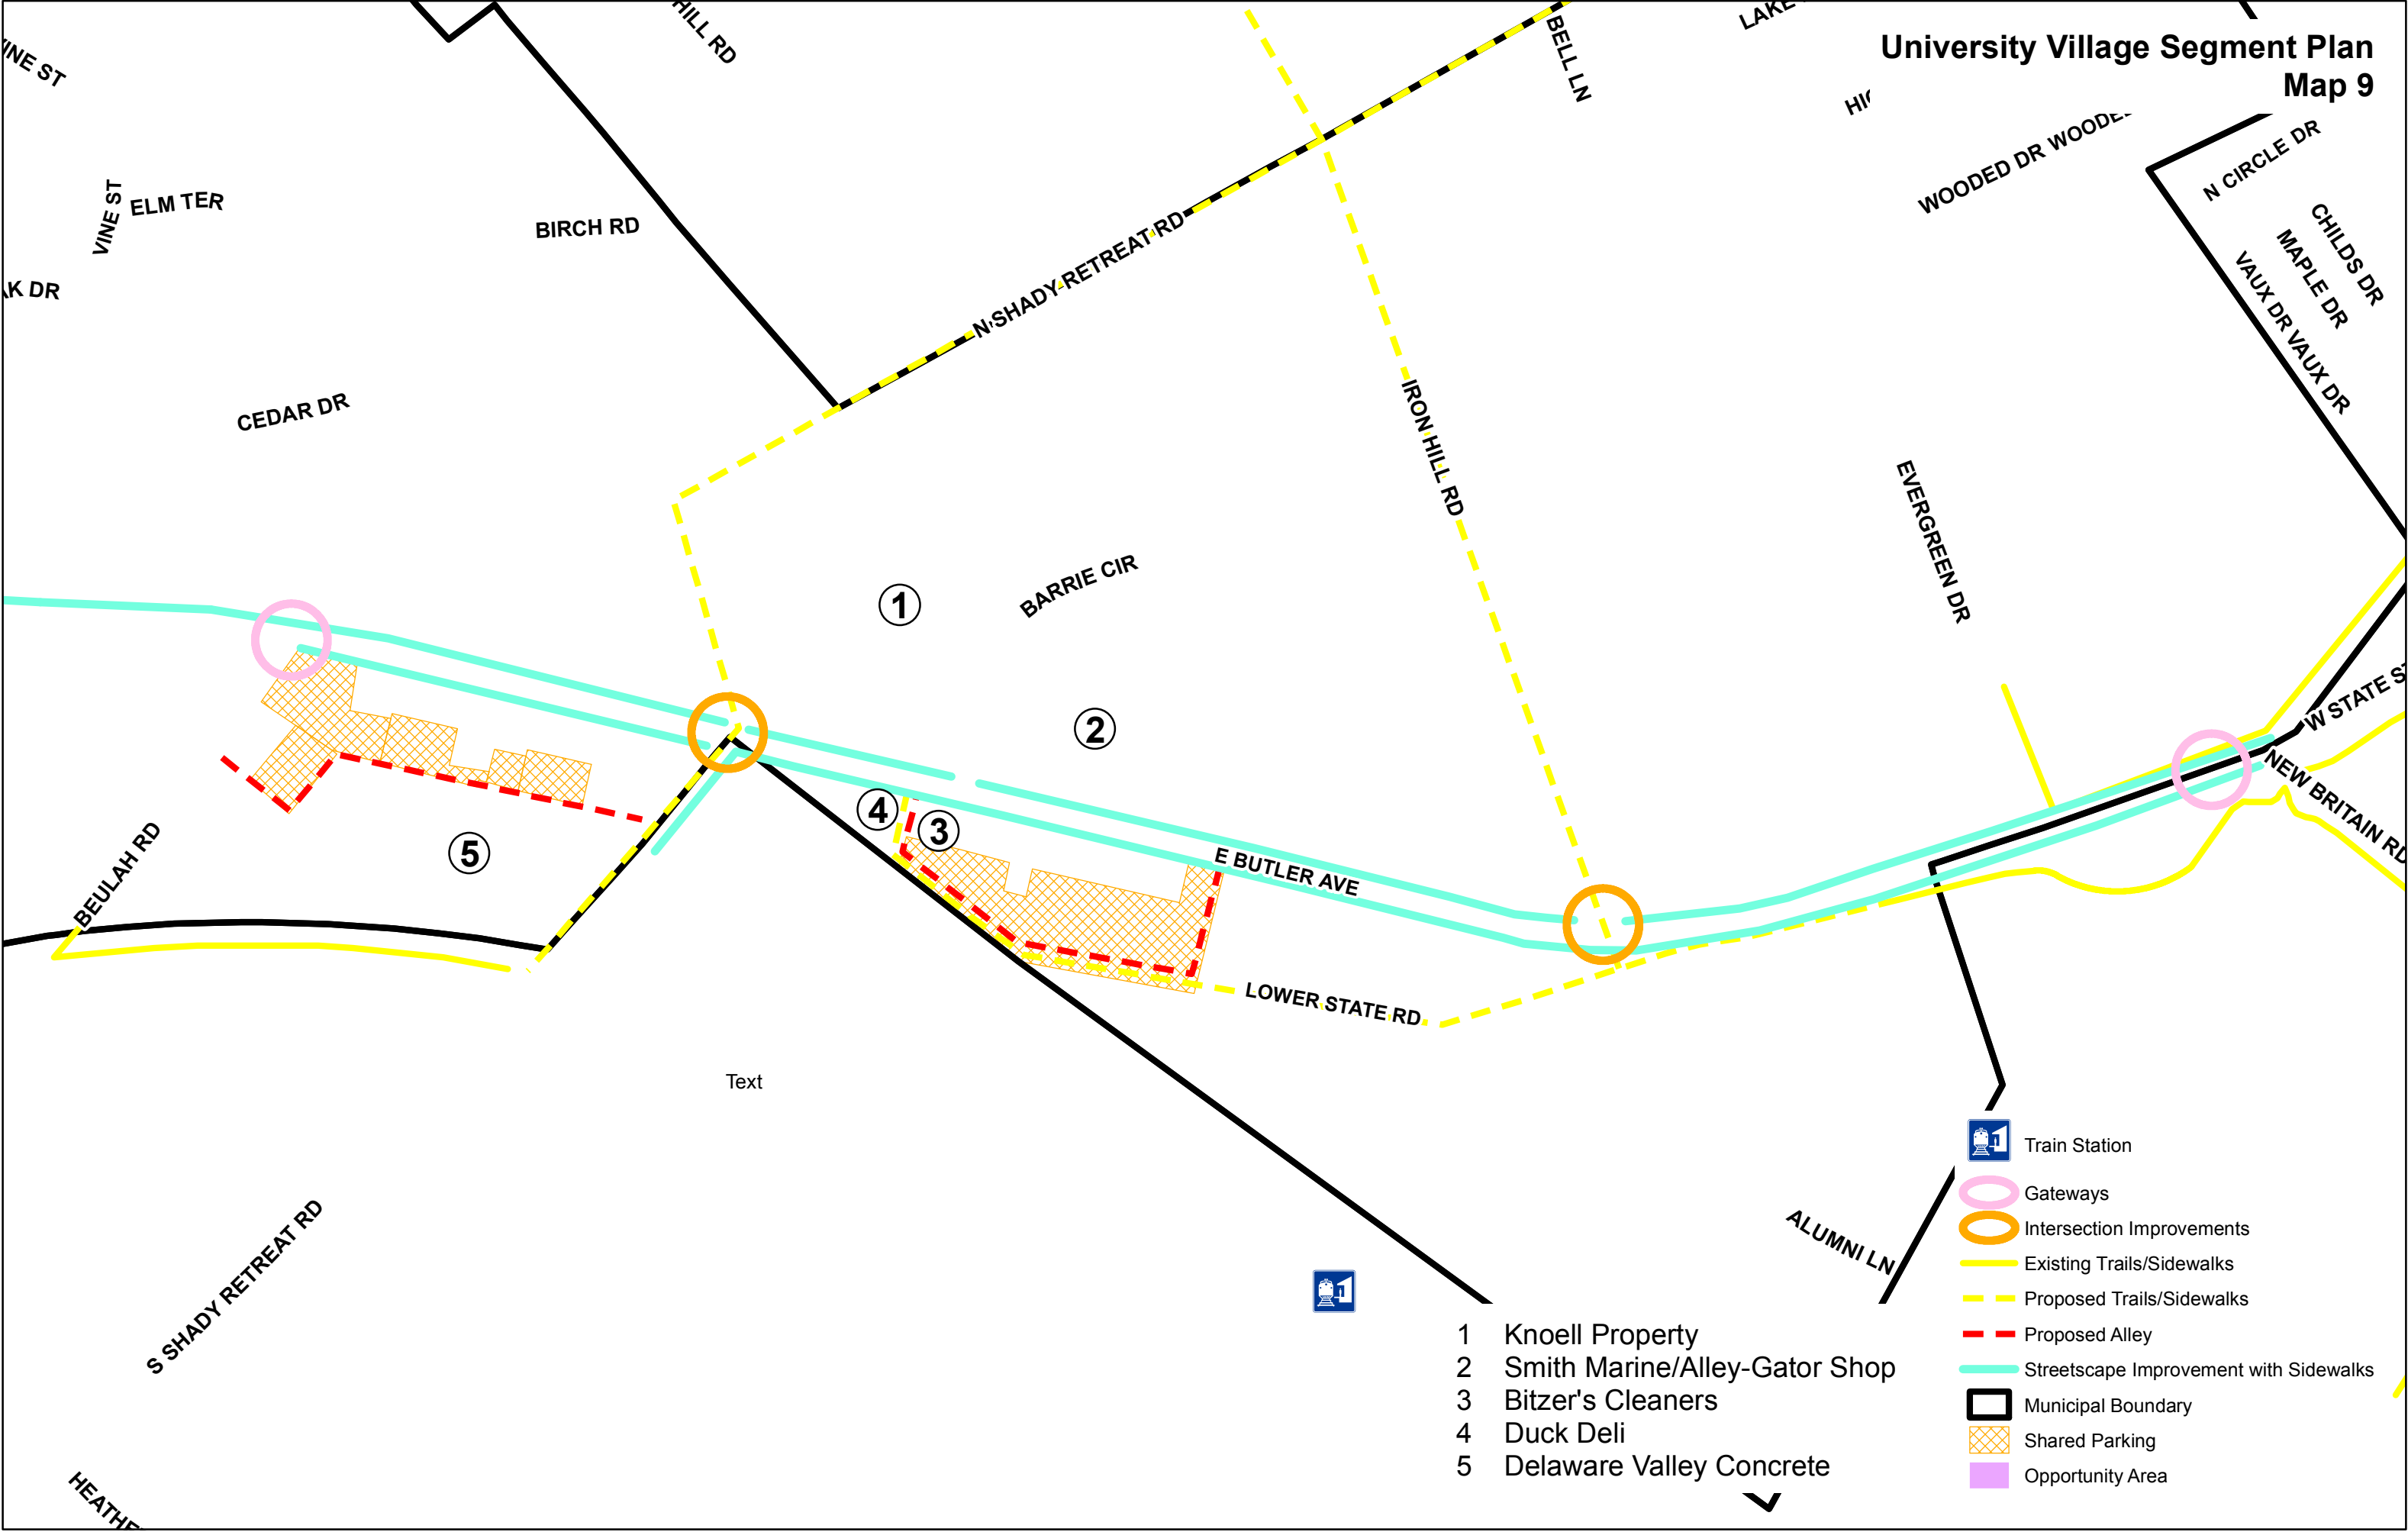 University Village Segment Plan
Map 9
HILL RD
BELL LN
VINE ST
ELM TER
BIRCH RD
N SHADY RETREAT RD
N CIRCLE DR
WOODED DR
CHILDS DR
MAPLE DR
VAUX DR VAUX DR
CEDAR DR
IRON HILL RD
EVERGREEN DR
BARRIE CIR
1
2
3
4
5
W STATE
NEW BRITAIN RD
E BUTLER AVE
BEULAH RD
LOWER STATE RD
Text
S SHADY RETREAT RD
ALUMNI LN
1 Knoell Property
2 Smith Marine/Alley-Gator Shop
3 Bitzer's Cleaners
4 Duck Deli
5 Delaware Valley Concrete
Train Station
Gateways
Intersection Improvements
Existing Trails/Sidewalks
Proposed Trails/Sidewalks
Proposed Alley
Streetscape Improvement with Sidewalks
Municipal Boundary
Shared Parking
Opportunity Area